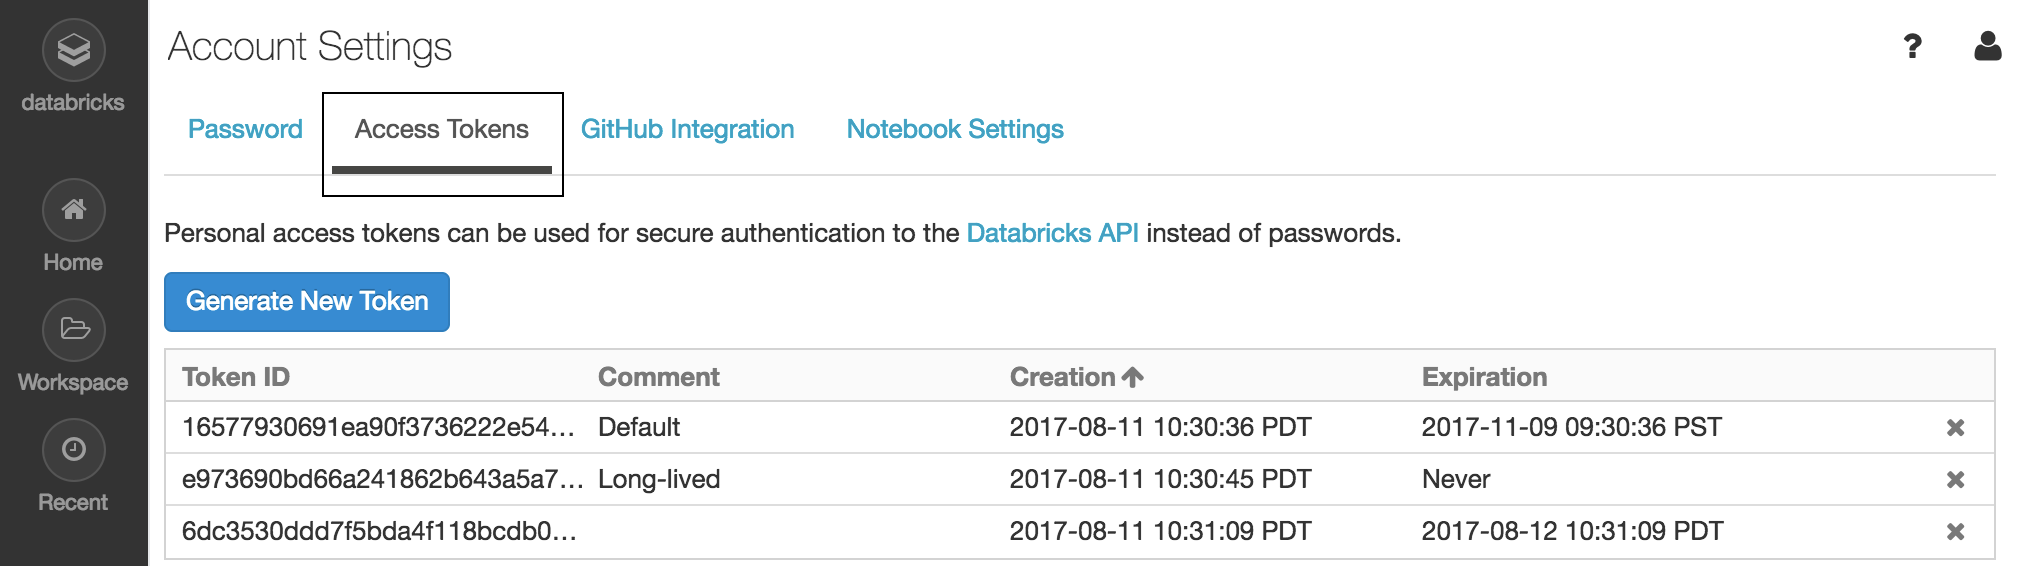 databricks
Home
Workspace
Recent
Account Settings
?
Password Access Tokens GitHub Integration Notebook Settings
Personal access tokens can be used for secure authentication to the Databricks API instead of passwords.
Generate New Token
Token ID Comment Creation Expiration
16577930691ea90f3736222e54... Default 2017-08-11 10:30:36 PDT 2017-11-09 09:30:36 PST
e973690bd66a241862b643a5a7... Long-lived 2017-08-11 10:30:45 PDT Never
6dc3530ddd7f5bda4f118bcdb0... 2017-08-11 10:31:09 PDT 2017-08-12 10:31:09 PDT